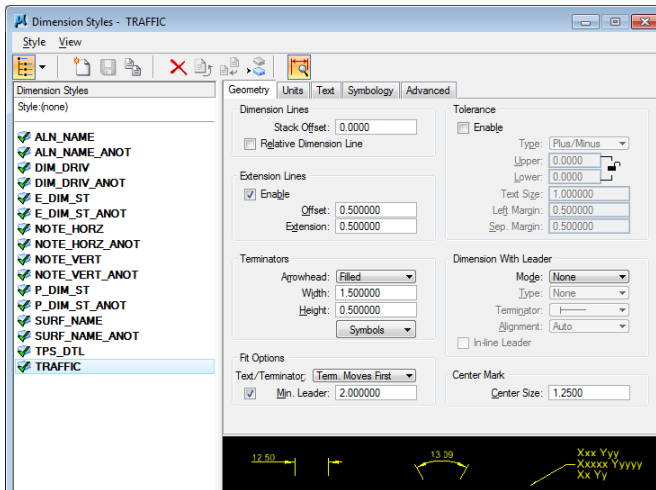 Dimension Styles - TRAFFIC
Style View
Dimension Styles
Style:(none)
ALN_NAME
ALN_NAME_ANOT
DIM_DRIV
DIM_DRIV_ANOT
E_DIM_ST
E_DIM_ST_ANOT
NOTE_HORZ
NOTE_HORZ_ANOT
NOTE_VERT
NOTE_VERT_ANOT
P_DIM_ST
P_DIM_ST_ANOT
SURF_NAME
SURF_NAME_ANOT
TPS_DTL
TRAFFIC
Geometry Units Text Symbology Advanced
Dimension Lines
Stack Offset: 0.0000
Relative Dimension Line
Extension Lines
Enable
Offset: 0.500000
Extension: 0.500000
Terminators
Arrowhead: Filled
Width: 1.500000
Height: 0.500000
Symbols
Fit Options
Text/Terminator: Term. Moves First
Min. Leader: 2.000000
Tolerance
Enable
Type: Plus/Minus
Upper: 0.0000
Lower: 0.0000
Text Size: 1.000000
Left Margin: 0.500000
Sep. Margin: 0.500000
Dimension With Leader
Mode: None
Type: None
Terminator:
Alignment: Auto
In-line Leader
Center Mark
Center Size: 1.2500
12.50
13.09
Xxx Yyy
Xxxxx Yyyyy
Xx Yy